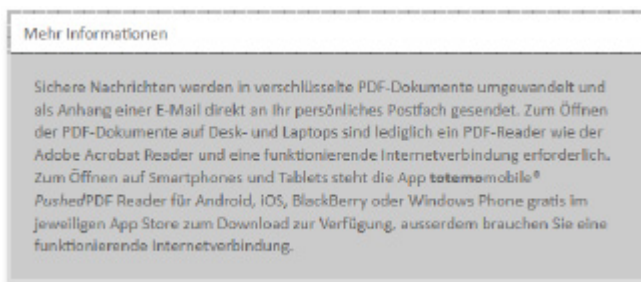 Mehr Informationen
Sichere Nachrichten werden in verschlüsselte PDF-Dokumente umgewandelt und
als Anhang einer E-Mail direkt an Ihr persönliches Postfach gesendet. Zum Öffnen
der PDF-Dokumente auf Desk- und Laptops sind lediglich ein PDF-Reader wie der
Adobe Acrobat Reader und eine funktionierende Internetverbindung erforderlich.
Zum Öffnen auf Smartphones und Tablets steht die App totemomobile®
PushedPDF Reader für Android, iOS, BlackBerry oder Windows Phone gratis im
jeweiligen App Store zum Download zur Verfügung, ausserdem brauchen Sie eine
funktionierende Internetverbindung.